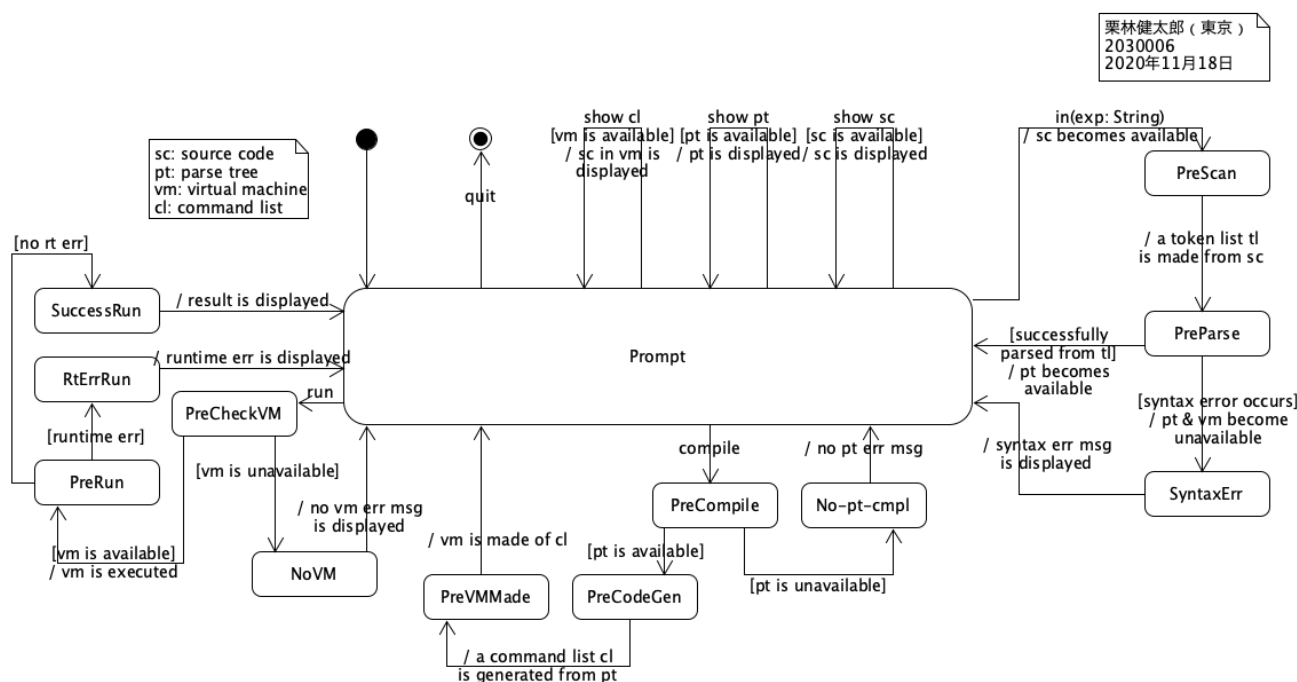 栗林健太郎（東京）
2030006
2020年11月18日
sc: source code
pt: parse tree
vm: virtual machine
cl: command list
quit
show cl
[vm is available]
/ sc in vm is
displayed
show pt
[pt is available]
/ pt is displayed
show sc
[sc is available]
/ sc is displayed
in(exp: String)
/ sc becomes available
PreScan
/ a token list tl
is made from sc
[no rt err]
SuccessRun
/ result is displayed
Prompt
[successfully
parsed from tl]
/ pt becomes
available
PreParse
RtErrRun
/ runtime err is displayed
run
PreCheckVM
[runtime err]
PreRun
[vm is unavailable]
/ no vm err msg
is displayed
[vm is available]
/ vm is executed
NoVM
/ vm is made of cl
PreVMMade
compile
PreCompile
/ no pt err msg
No-pt-cmpl
[pt is available]
[pt is unavailable]
PreCodeGen
/ a command list cl
is generated from pt
[syntax error occurs]
/ pt & vm become
unavailable
/ syntax err msg
is displayed
SyntaxErr